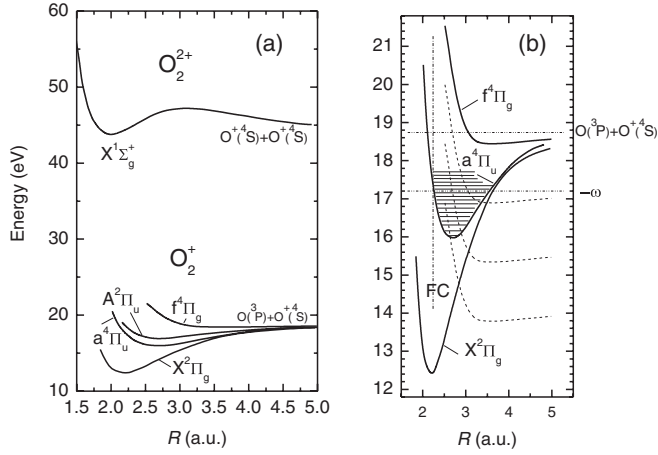 (a)
O₂²⁺
X¹Σg⁺
O⁺(⁴S)+O⁺(⁴S)
O₂⁺
A²Πu
a⁴Πu
f⁴Πg
O(³P)+O⁺(⁴S)
X²Πg
Energy (eV)
60
50
40
30
20
10
1.5 2.0 2.5 3.0 3.5 4.0 4.5 5.0
R (a.u.)
(b)
f⁴Πg
O(³P)+O⁺(⁴S)
a⁴Πu
−ω
FC
X²Πg
21
20
19
18
17
16
15
14
13
12
2 3 4 5
R (a.u.)